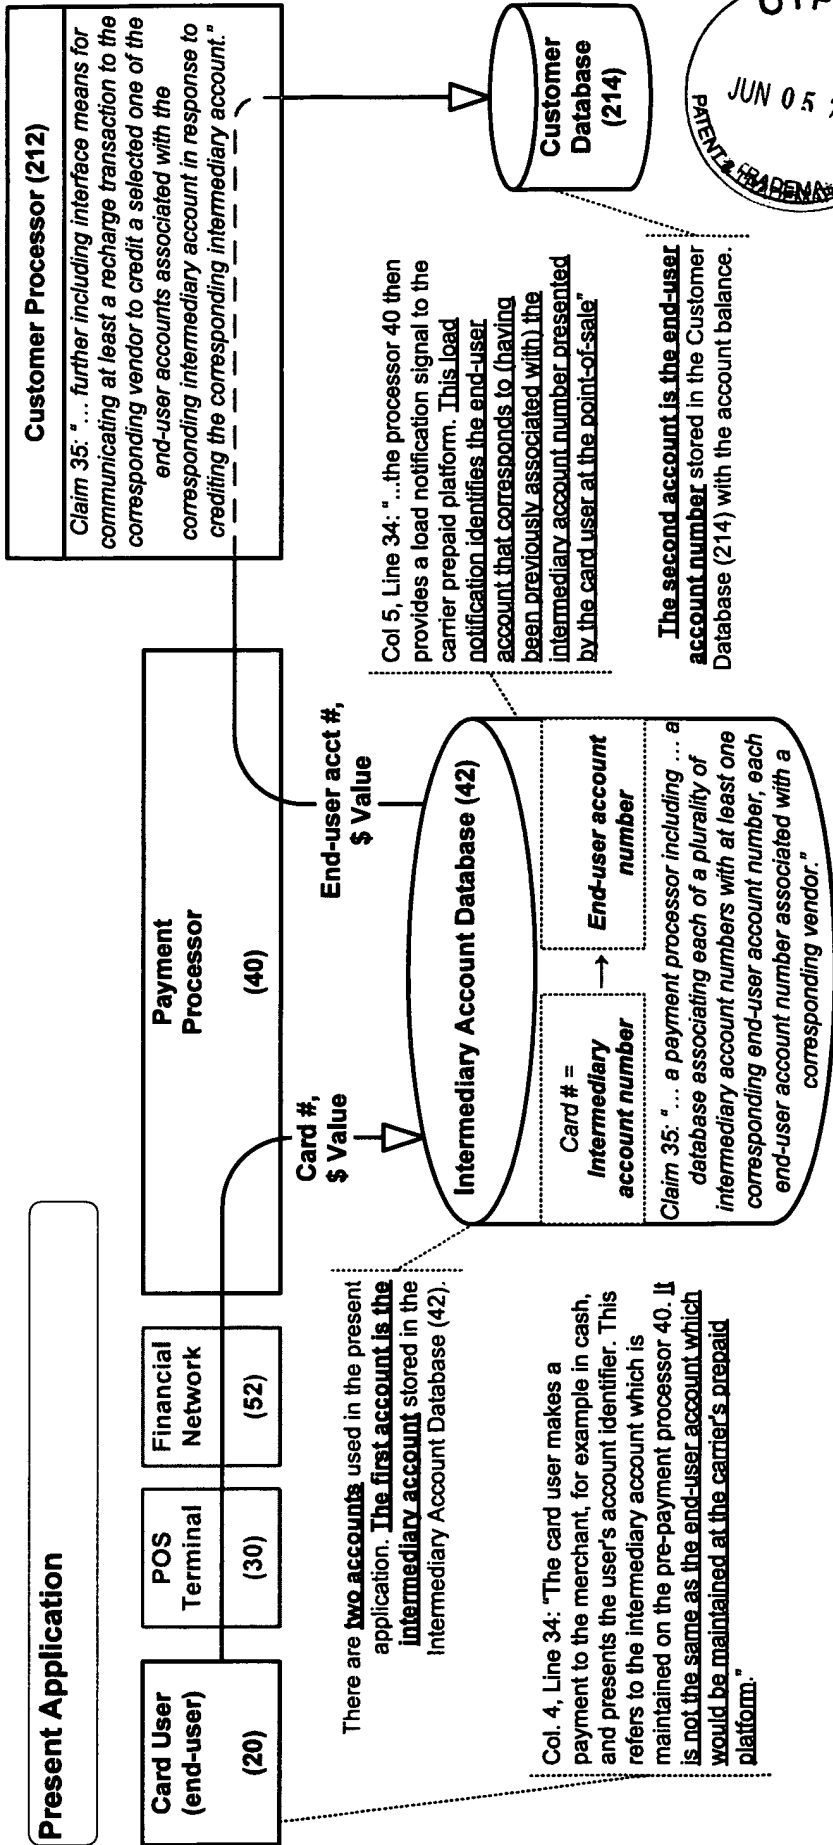 Present Application
Card User
(end-user)
(20)
POS
Terminal
(30)
Financial
Network
(52)
Payment
Processor
(40)
Customer Processor (212)
Claim 35: "... further including interface means for
communicating at least a recharge transaction to the
corresponding vendor to credit a selected one of the
end-user accounts associated with the
corresponding intermediary account in response to
crediting the corresponding intermediary account."
Card #,
$ Value
End-user acct #,
$ Value
There are two accounts used in the present
application. The first account is the
intermediary account stored in the
Intermediary Account Database (42).
Col. 4, Line 34: "The card user makes a
payment to the merchant, for example in cash,
and presents the user's account identifier. This
refers to the intermediary account which is
maintained on the pre-payment processor 40. It
is not the same as the end-user account which
would be maintained at the carrier's prepaid
platform."
Intermediary Account Database (42)
Card # =
Intermediary
account number
→
End-user account
number
Claim 35: "... a payment processor including ... a
database associating each of a plurality of
intermediary account numbers with at least one
corresponding end-user account number, each
end-user account number associated with a
corresponding vendor."
Col 5, Line 34: "...the processor 40 then
provides a load notification signal to the
carrier prepaid platform. This load
notification identifies the end-user
account that corresponds to (having
been previously associated with) the
intermediary account number presented
by the card user at the point-of-sale"
The second account is the end-user
account number stored in the Customer
Database (214) with the account balance.
Customer
Database
(214)
JUN 05
PATENT &